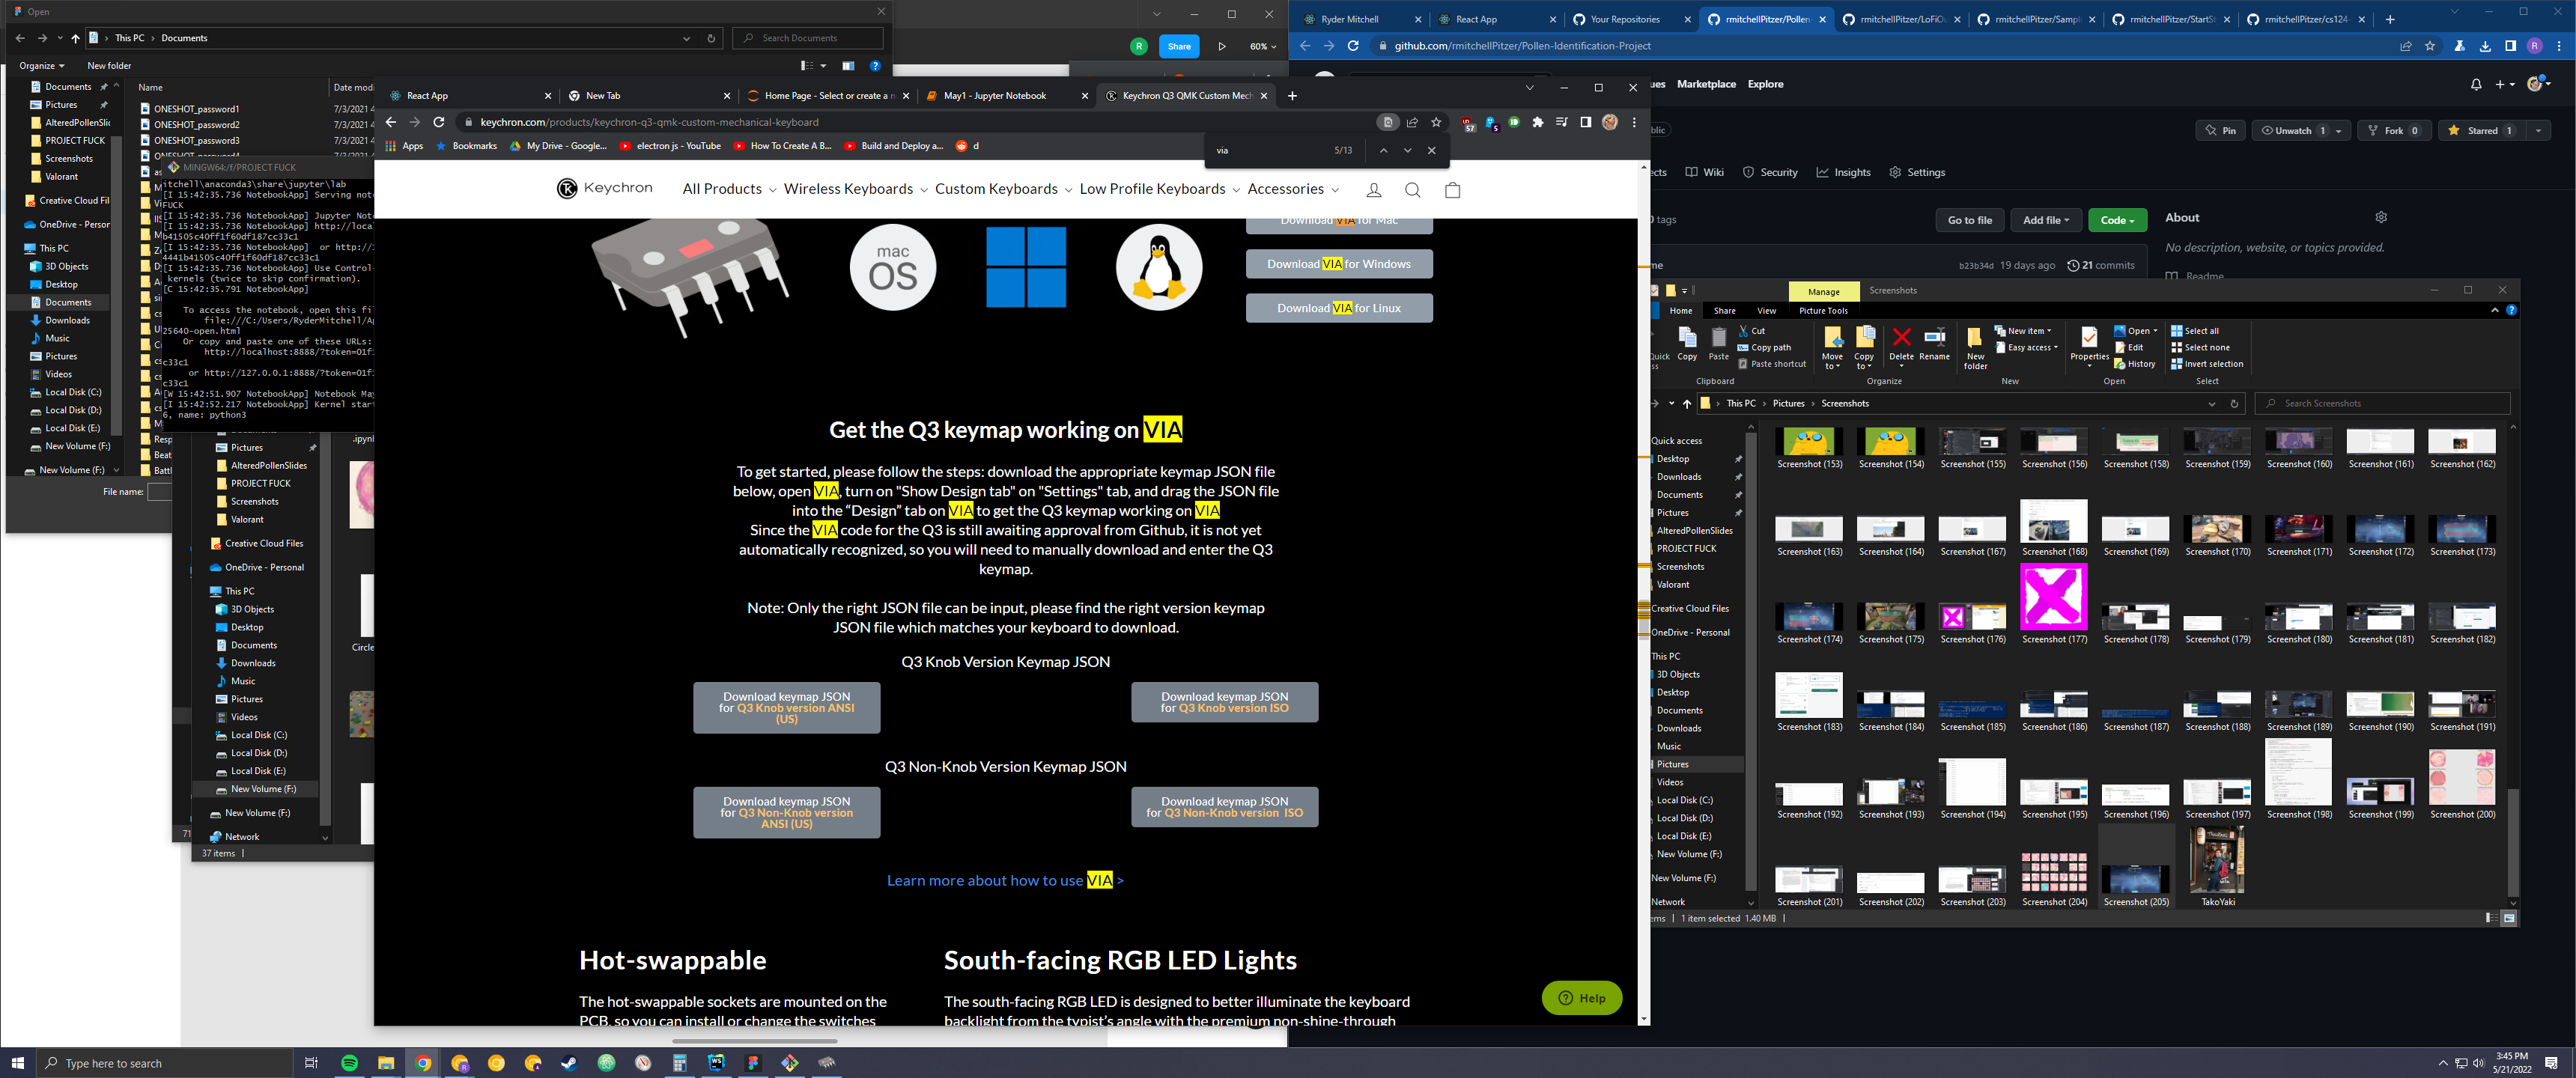 Open
This PC › Documents
Search Documents
Organize
New folder
Documents
Pictures
AlteredPollenSlid
PROJECT FUCK
Screenshots
Valorant
Creative Cloud Fil
OneDrive - Person
This PC
3D Objects
Desktop
Documents
Downloads
Music
Pictures
Videos
Local Disk (C:)
Local Disk (D:)
Local Disk (E:)
New Volume (F:)
New Volume (F:)
Name
Date modi
ONESHOT_password1
7/3/2021 4
ONESHOT_password2
7/3/2021 4
ONESHOT_password3
7/3/2021 4
File name:
MINGW64:/f/PROJECT FUCK
itchell\anaconda3\share\jupyter\lab
[I 15:42:35.736 NotebookApp] Serving note
FUCK
[I 15:42:35.736 NotebookApp] Jupyter Not
[I 15:42:35.736 NotebookApp] http://local
b41505c40ff1f60df187cc33c1
[I 15:42:35.736 NotebookApp]  or http://1
4441b41505c40ff1f60df187cc33c1
[I 15:42:35.736 NotebookApp] Use Control-
kernels (twice to skip confirmation).
[C 15:42:35.791 NotebookApp]
To access the notebook, open this fil
file:///C:/Users/RyderMitchell/Ap
25640-open.html
Or copy and paste one of these URLs:
http://localhost:8888/?token=01f
c33c1
or http://127.0.0.1:8888/?token=01f
c33c1
[W 15:42:51.907 NotebookApp] Notebook May
[I 15:42:52.217 NotebookApp] Kernel start
6, name: python3
Pictures
AlteredPollenSlides
PROJECT FUCK
Screenshots
Valorant
Creative Cloud Files
OneDrive - Personal
This PC
3D Objects
Desktop
Documents
Downloads
Music
Pictures
Videos
Local Disk (C:)
Local Disk (D:)
Local Disk (E:)
New Volume (F:)
New Volume (F:)
Network
37 items
.ipynl
Circle
R
Share
60%
React App
New Tab
Home Page - Select or create a n
May1 - Jupyter Notebook
Keychron Q3 QMK Custom Mech
keychron.com/products/keychron-q3-qmk-custom-mechanical-keyboard
Apps
Bookmarks
My Drive - Google...
electron js - YouTube
How To Create A B...
Build and Deploy a...
d
via
5/13
Keychron
All Products
Wireless Keyboards
Custom Keyboards
Low Profile Keyboards
Accessories
mac
OS
Download VIA for Mac
Download VIA for Windows
Download VIA for Linux
Get the Q3 keymap working on VIA
To get started, please follow the steps: download the appropriate keymap JSON file
below, open VIA, turn on "Show Design tab" on "Settings" tab, and drag the JSON file
into the “Design” tab on VIA to get the Q3 keymap working on VIA
Since the VIA code for the Q3 is still awaiting approval from Github, it is not yet
automatically recognized, so you will need to manually download and enter the Q3
keymap.
Note: Only the right JSON file can be input, please find the right version keymap
JSON file which matches your keyboard to download.
Q3 Knob Version Keymap JSON
Download keymap JSON
for Q3 Knob version ANSI
(US)
Download keymap JSON
for Q3 Knob version ISO
Q3 Non-Knob Version Keymap JSON
Download keymap JSON
for Q3 Non-Knob version
ANSI (US)
Download keymap JSON
for Q3 Non-Knob version ISO
Learn more about how to use VIA >
Hot-swappable
The hot-swappable sockets are mounted on the
PCB, so you can install or change the switches
South-facing RGB LED Lights
The south-facing RGB LED is designed to better illuminate the keyboard
backlight from the typist’s angle with the premium non-shine-through
Help
Ryder Mitchell
React App
Your Repositories
rmitchellPitzer/Pollen-
rmitchellPitzer/LoFiOu
rmitchellPitzer/Sampl
rmitchellPitzer/StartSt
rmitchellPitzer/cs124-
github.com/rmitchellPitzer/Pollen-Identification-Project
ues
Marketplace
Explore
blic
Pin
Unwatch 1
Fork 0
Starred 1
ects
Wiki
Security
Insights
Settings
tags
Go to file
Add file
Code
About
No description, website, or topics provided.
me
b23b34d 19 days ago
21 commits
Readme
Manage
Screenshots
Home
Share
View
Picture Tools
Copy
Paste
Cut
Copy path
Paste shortcut
Clipboard
Move
to
Copy
to
Delete
Rename
Organize
New
folder
New item
Easy access
New
Properties
Open
Edit
History
Open
Select all
Select none
Invert selection
Select
This PC › Pictures › Screenshots
Search Screenshots
Quick access
Desktop
Downloads
Documents
Pictures
AlteredPollenSlides
PROJECT FUCK
Screenshots
Valorant
Creative Cloud Files
OneDrive - Personal
This PC
3D Objects
Desktop
Documents
Downloads
Music
Pictures
Videos
Local Disk (C:)
Local Disk (D:)
Local Disk (E:)
New Volume (F:)
New Volume (F:)
Network
Screenshot (153)
Screenshot (154)
Screenshot (155)
Screenshot (156)
Screenshot (158)
Screenshot (159)
Screenshot (160)
Screenshot (161)
Screenshot (162)
Screenshot (163)
Screenshot (164)
Screenshot (167)
Screenshot (168)
Screenshot (169)
Screenshot (170)
Screenshot (171)
Screenshot (172)
Screenshot (173)
Screenshot (174)
Screenshot (175)
Screenshot (176)
Screenshot (177)
Screenshot (178)
Screenshot (179)
Screenshot (180)
Screenshot (181)
Screenshot (182)
Screenshot (183)
Screenshot (184)
Screenshot (185)
Screenshot (186)
Screenshot (187)
Screenshot (188)
Screenshot (189)
Screenshot (190)
Screenshot (191)
Screenshot (192)
Screenshot (193)
Screenshot (194)
Screenshot (195)
Screenshot (196)
Screenshot (197)
Screenshot (198)
Screenshot (199)
Screenshot (200)
Screenshot (201)
Screenshot (202)
Screenshot (203)
Screenshot (204)
Screenshot (205)
TakoYaki
1 item selected 1.40 MB
Type here to search
3:45 PM
5/21/2022